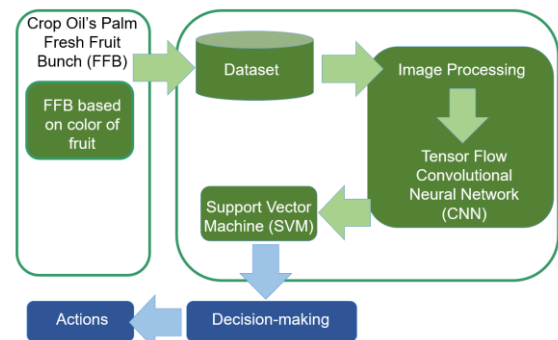 Crop Oil's Palm
Fresh Fruit
Bunch (FFB)
FFB based
on color of
fruit
Dataset
Image Processing
Tensor Flow
Convolutional
Neural Network
(CNN)
Support Vector
Machine (SVM)
Decision-making
Actions